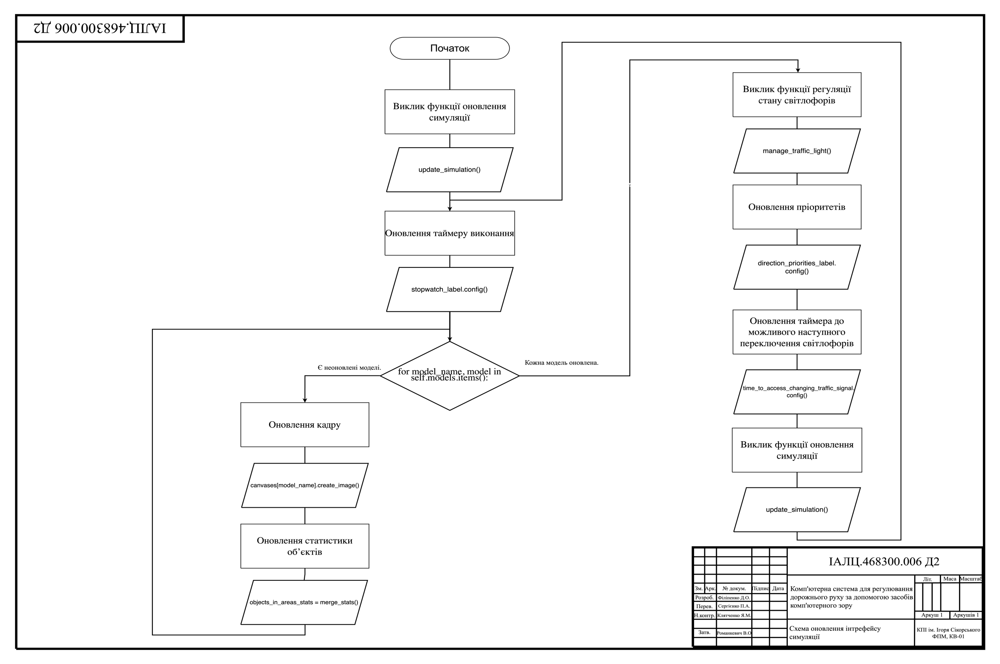 ІАЛЦ.468300.006 Д2
Початок
Виклик функції оновлення
симуляції
update_simulation()
Оновлення таймеру виконання
stopwatch_label.config()
for model_name, model in
self.models.items():
Є неоновлені моделі.
Кожна модель оновлена.
Оновлення кадру
canvases[model_name].create_image()
Оновлення статистики
об’єктів
objects_in_areas_stats = merge_stats()
y
Виклик функції регуляції
стану світлофорів
manage_traffic_light()
Оновлення пріоритетів
direction_priorities_label.
config()
Оновлення таймера до
можливого наступного
переключення світлофорів
time_to_access_changing_traffic_signal.
config()
Виклик функції оновлення
симуляції
update_simulation()
ІАЛЦ.468300.006 Д2
Зм. Арк. № докум. Підпис Дата
Розроб. Філіпенко Д.О.
Перев. Сергієнко П.А.
Н.контр. Клятченко Я.М.
Затв. Романкевич В.О
Комп'ютерна система для регулювання
дорожнього руху за допомогою засобів
комп'ютерного зору
Літ. Маса Масштаб
Аркуш 1 Аркушів 1
Схема оновлення інтрефейсу
симуляції
КПІ ім. Ігоря Сікорського
ФПМ, КВ-01